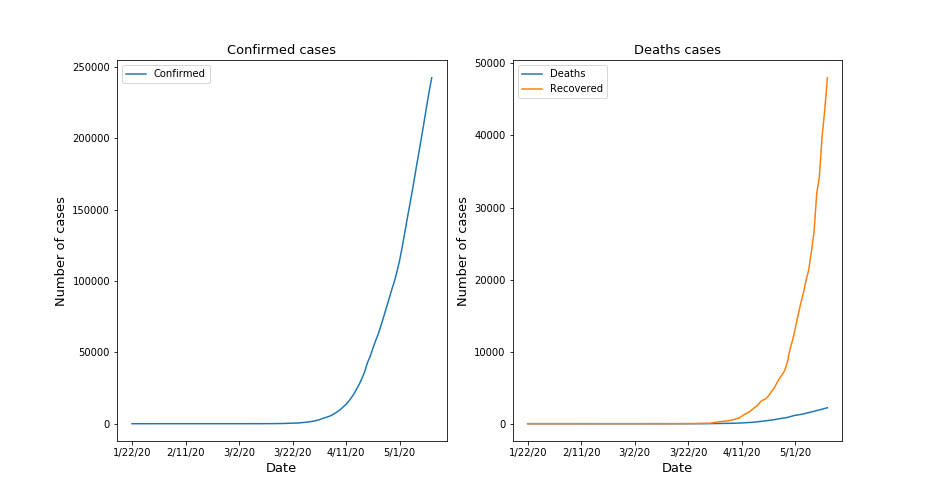 Confirmed cases
Confirmed
250000
200000
150000
100000
50000
0
Number of cases
1/22/20 2/11/20 3/2/20 3/22/20 4/11/20 5/1/20
Date
Deaths cases
Deaths
Recovered
50000
40000
30000
20000
10000
0
Number of cases
1/22/20 2/11/20 3/2/20 3/22/20 4/11/20 5/1/20
Date